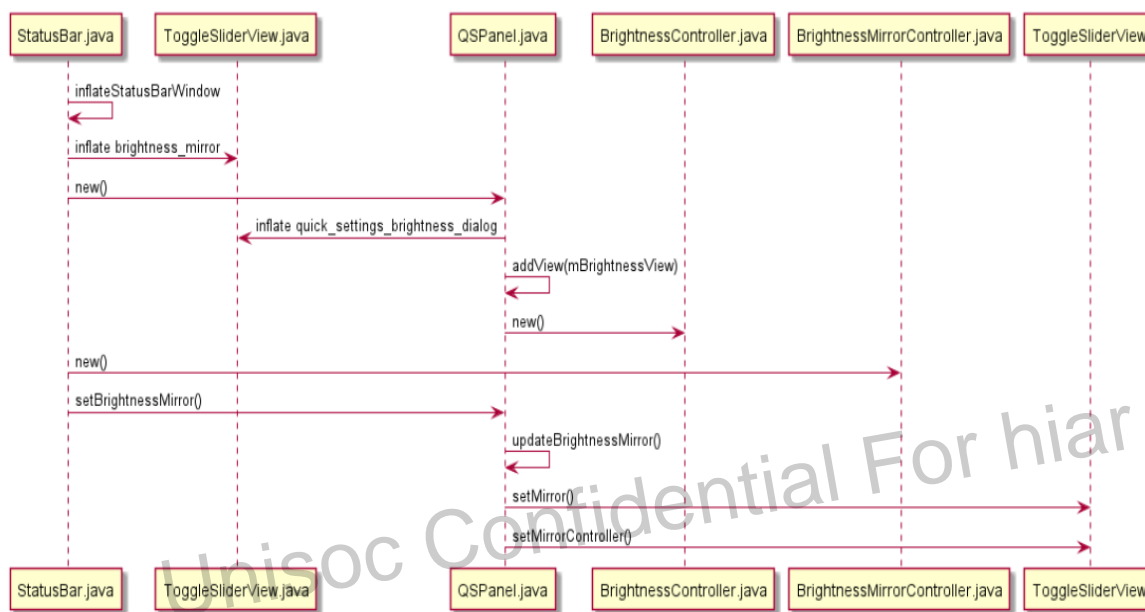 StatusBar.java ToggleSliderView.java QSPanel.java BrightnessController.java BrightnessMirrorController.java ToggleSliderView
inflateStatusBarWindow
inflate brightness_mirror
new()
inflate quick_settings_brightness_dialog
addView(mBrightnessView)
new()
new()
setBrightnessMirror()
updateBrightnessMirror()
setMirror()
setMirrorController()
StatusBar.java ToggleSliderView.java QSPanel.java BrightnessController.java BrightnessMirrorController.java ToggleSliderView
Unisoc Confidential For hiar